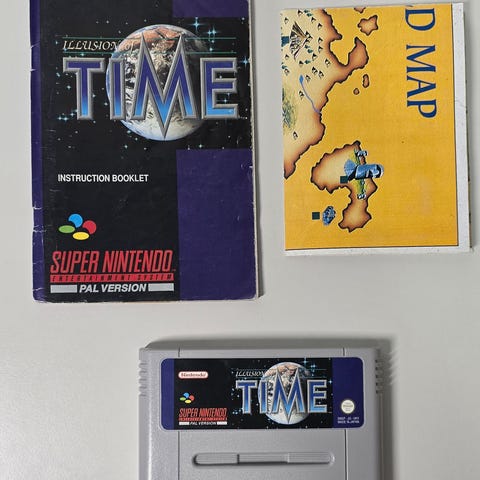 ILLUSION of
TIME
INSTRUCTION BOOKLET
SUPER NINTENDO
ENTERTAINMENT SYSTEM
PAL VERSION
D MAP
Nintendo
ILLUSION of
TIME
SUPER NINTENDO
ENTERTAINMENT SYSTEM
PAL VERSION
MADE IN JAPAN